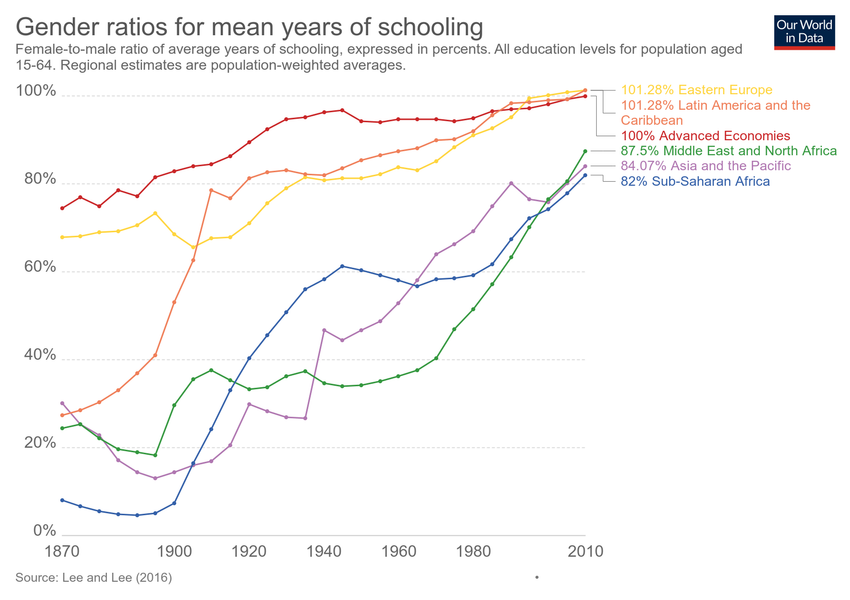 Gender ratios for mean years of schooling
Our World
in Data
Female-to-male ratio of average years of schooling, expressed in percents. All education levels for population aged
15-64. Regional estimates are population-weighted averages.
100%
80%
60%
40%
20%
0%
101.28% Eastern Europe
101.28% Latin America and the
Caribbean
100% Advanced Economies
87.5% Middle East and North Africa
84.07% Asia and the Pacific
82% Sub-Saharan Africa
1870
1900
1920
1940
1960
1980
2010
Source: Lee and Lee (2016)